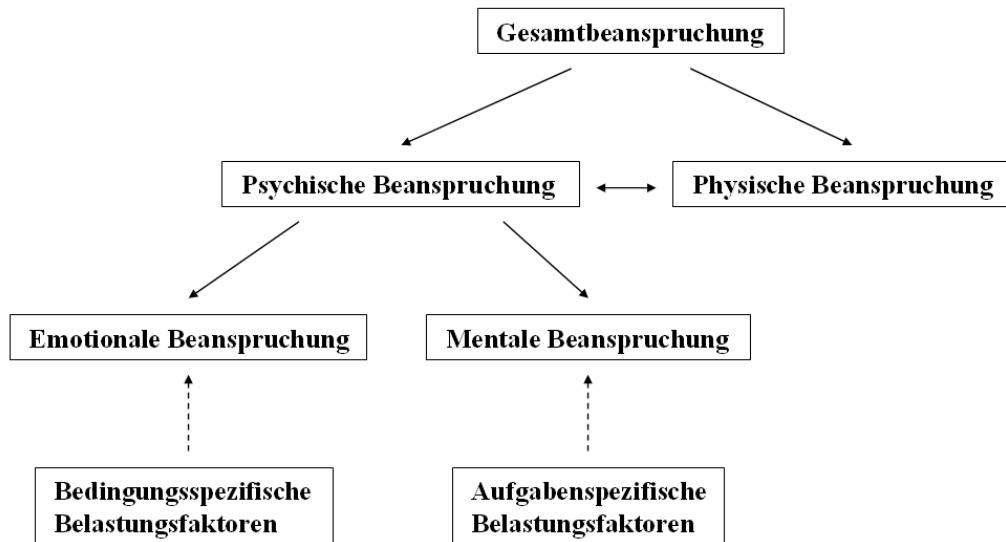 Gesamtbeanspruchung
Psychische Beanspruchung
Physische Beanspruchung
Emotionale Beanspruchung
Mentale Beanspruchung
Bedingungsspezifische
Belastungsfaktoren
Aufgabenspezifische
Belastungsfaktoren